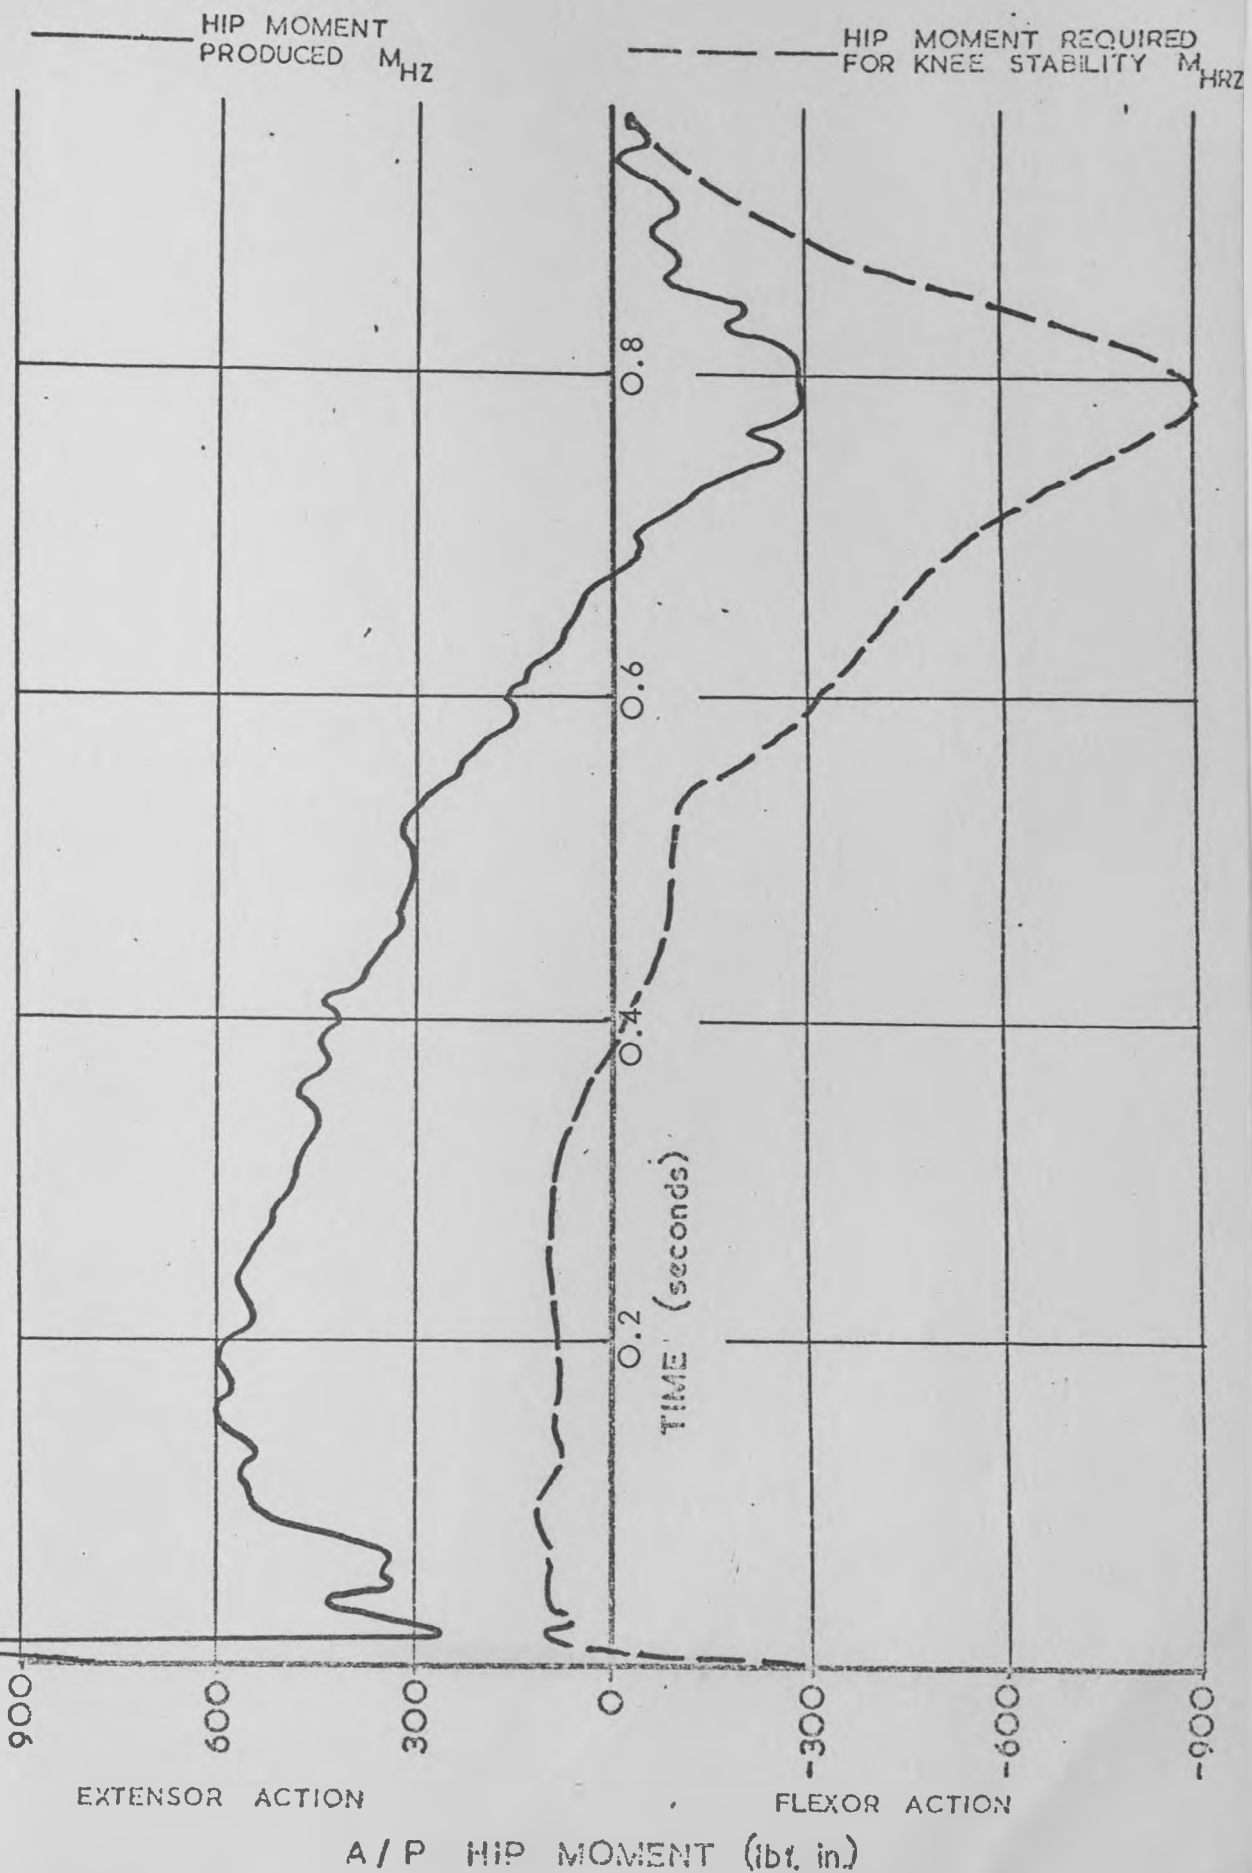 HIP MOMENT
PRODUCED M_HZ
HIP MOMENT REQUIRED
FOR KNEE STABILITY M_HRZ
0.8
0.6
0.4
0.2
TIME (seconds)
900
600
300
0
-300
-600
-900
EXTENSOR ACTION
FLEXOR ACTION
A/P HIP MOMENT (lbf. in.)